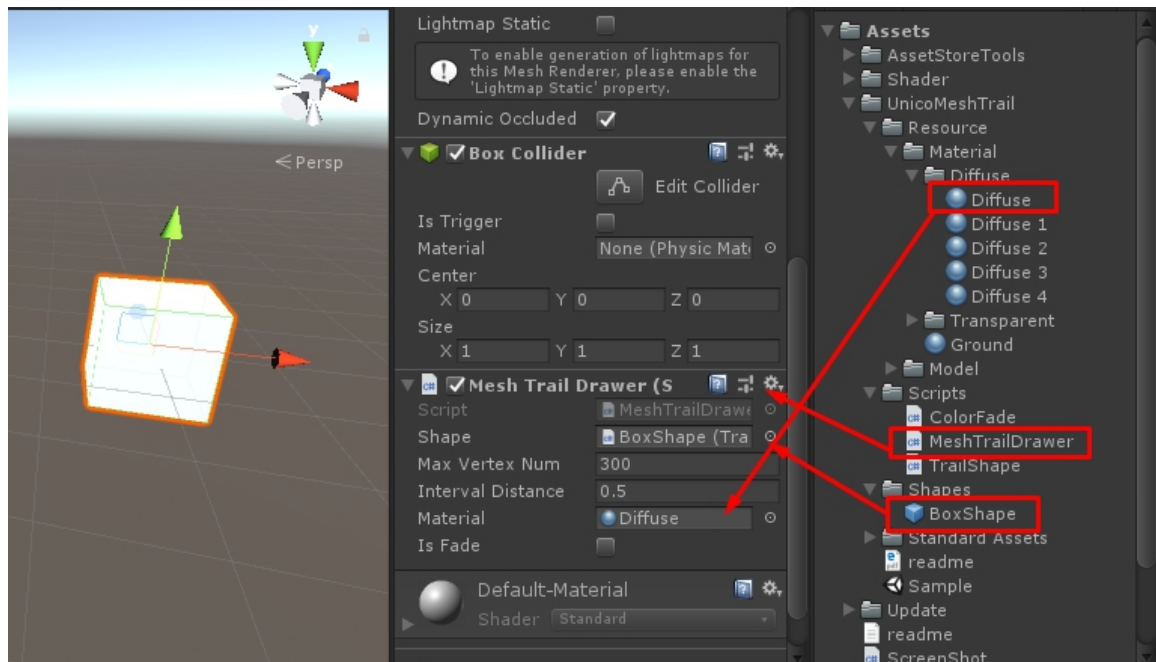 y
Persp
Lightmap Static
To enable generation of lightmaps for
this Mesh Renderer, please enable the
'Lightmap Static' property.
Dynamic Occluded
Box Collider
Edit Collider
Is Trigger
Material None (Physic Mat
Center
X 0 Y 0 Z 0
Size
X 1 Y 1 Z 1
Mesh Trail Drawer (S
Script MeshTrailDrawe
Shape BoxShape (Tra
Max Vertex Num 300
Interval Distance 0.5
Material Diffuse
Is Fade
Default-Material
Shader Standard
Assets
AssetStoreTools
Shader
UnicoMeshTrail
Resource
Material
Diffuse
Diffuse
Diffuse 1
Diffuse 2
Diffuse 3
Diffuse 4
Transparent
Ground
Model
Scripts
C# ColorFade
C# MeshTrailDrawer
C# TrailShape
Shapes
BoxShape
Standard Assets
readme
Sample
Update
readme
ScreenShot